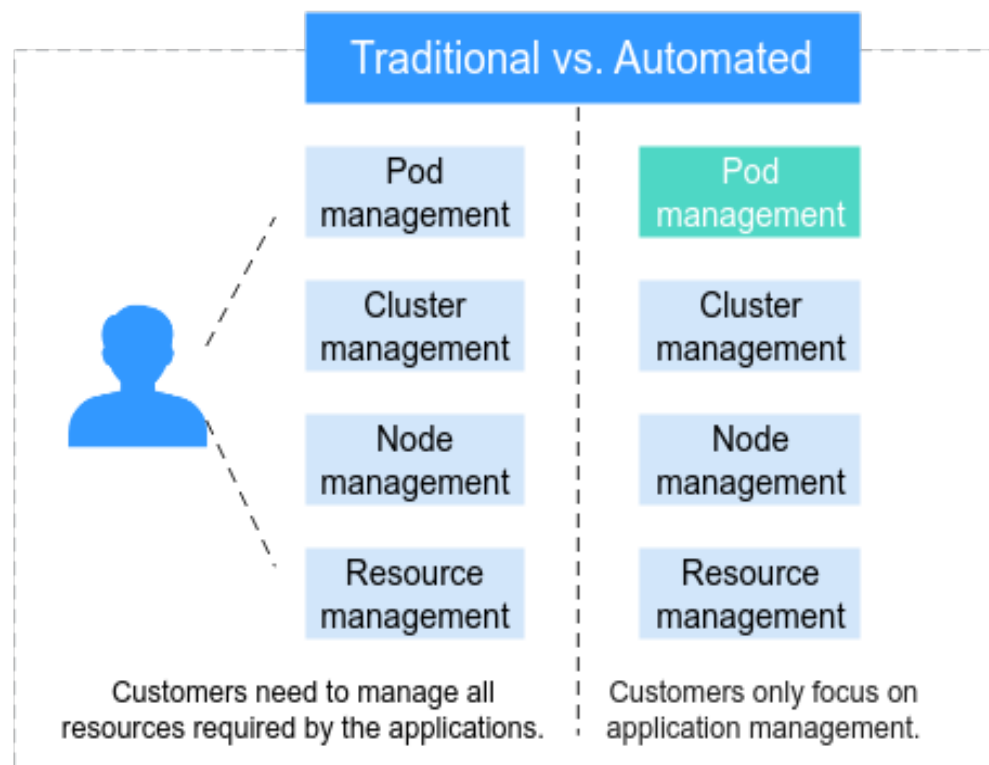 Traditional vs. Automated
Pod
management
Cluster
management
Node
management
Resource
management
Customers need to manage all
resources required by the applications.
Pod
management
Cluster
management
Node
management
Resource
management
Customers only focus on
application management.